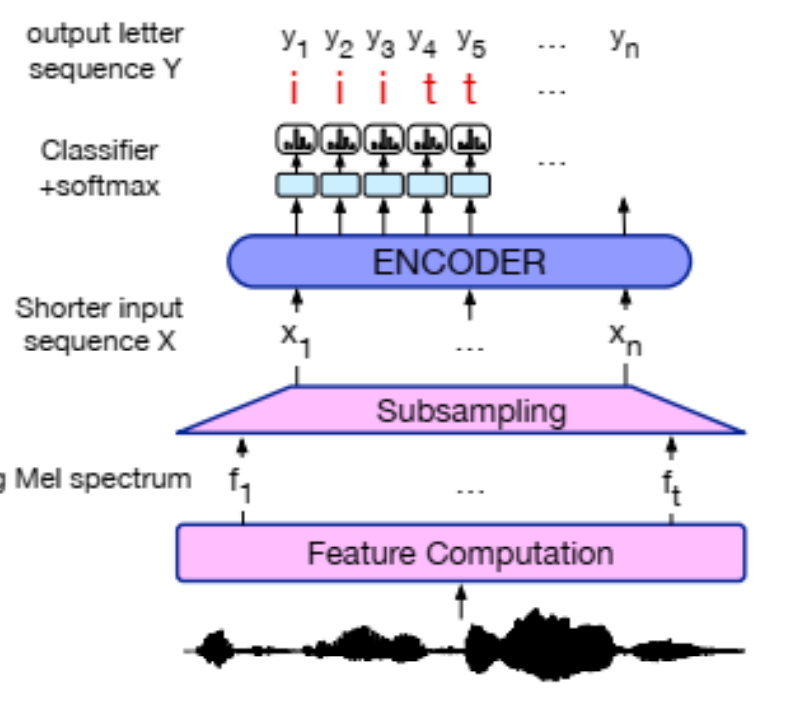 output letter
sequence Y
y1 y2 y3 y4 y5 ... yn
i i i t t ...
Classifier
+softmax
...
ENCODER
Shorter input
sequence X
x1 ... xn
Subsampling
g Mel spectrum
f1 ... ft
Feature Computation